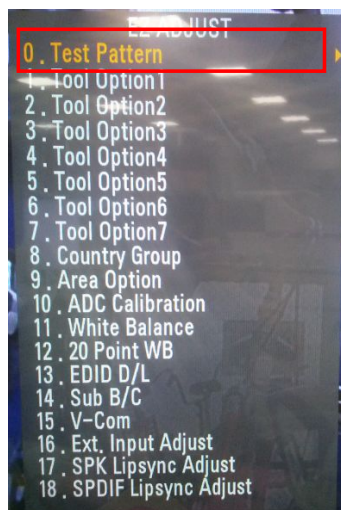 EZ ADJUST
0 . Test Pattern
1 . Tool Option1
2 . Tool Option2
3 . Tool Option3
4 . Tool Option4
5 . Tool Option5
6 . Tool Option6
7 . Tool Option7
8 . Country Group
9 . Area Option
10 . ADC Calibration
11 . White Balance
12 . 20 Point WB
13 . EDID D/L
14 . Sub B/C
15 . V-Com
16 . Ext. Input Adjust
17 . SPK Lipsync Adjust
18 . SPDIF Lipsync Adjust